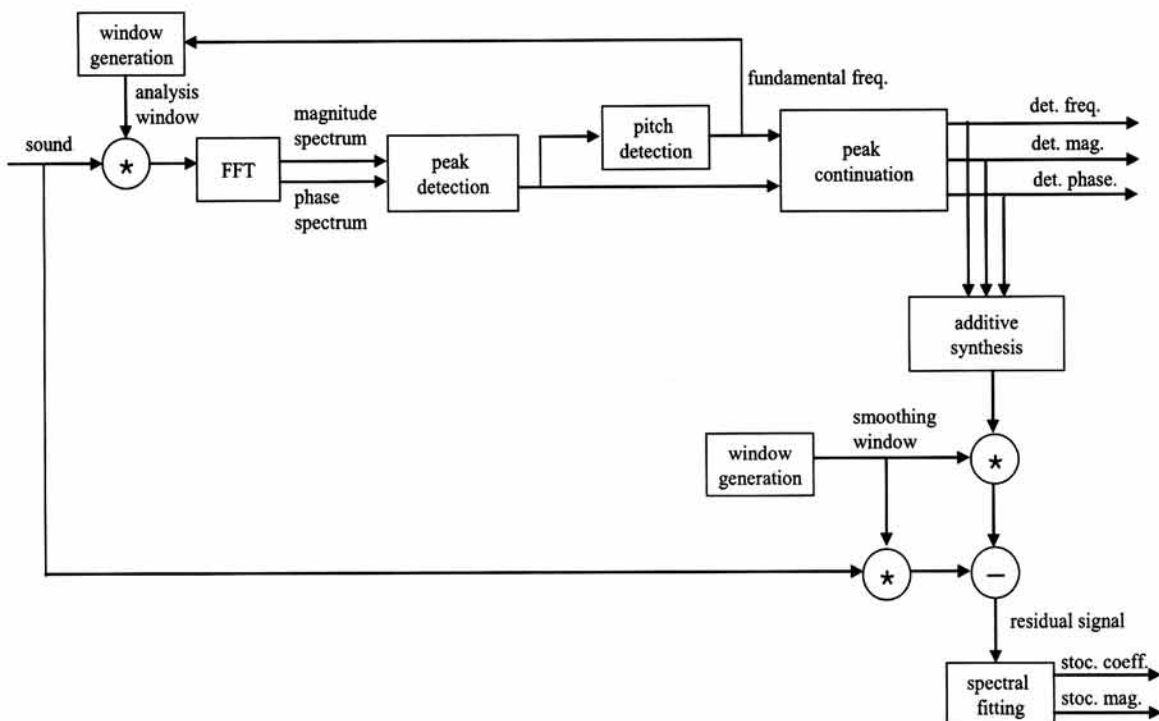 window
generation
analysis
window
sound
*
FFT
magnitude
spectrum
phase
spectrum
peak
detection
pitch
detection
fundamental freq.
peak
continuation
det. freq.
det. mag.
det. phase.
additive
synthesis
smoothing
window
window
generation
*
*
–
residual signal
spectral
fitting
stoc. coeff.
stoc. mag.